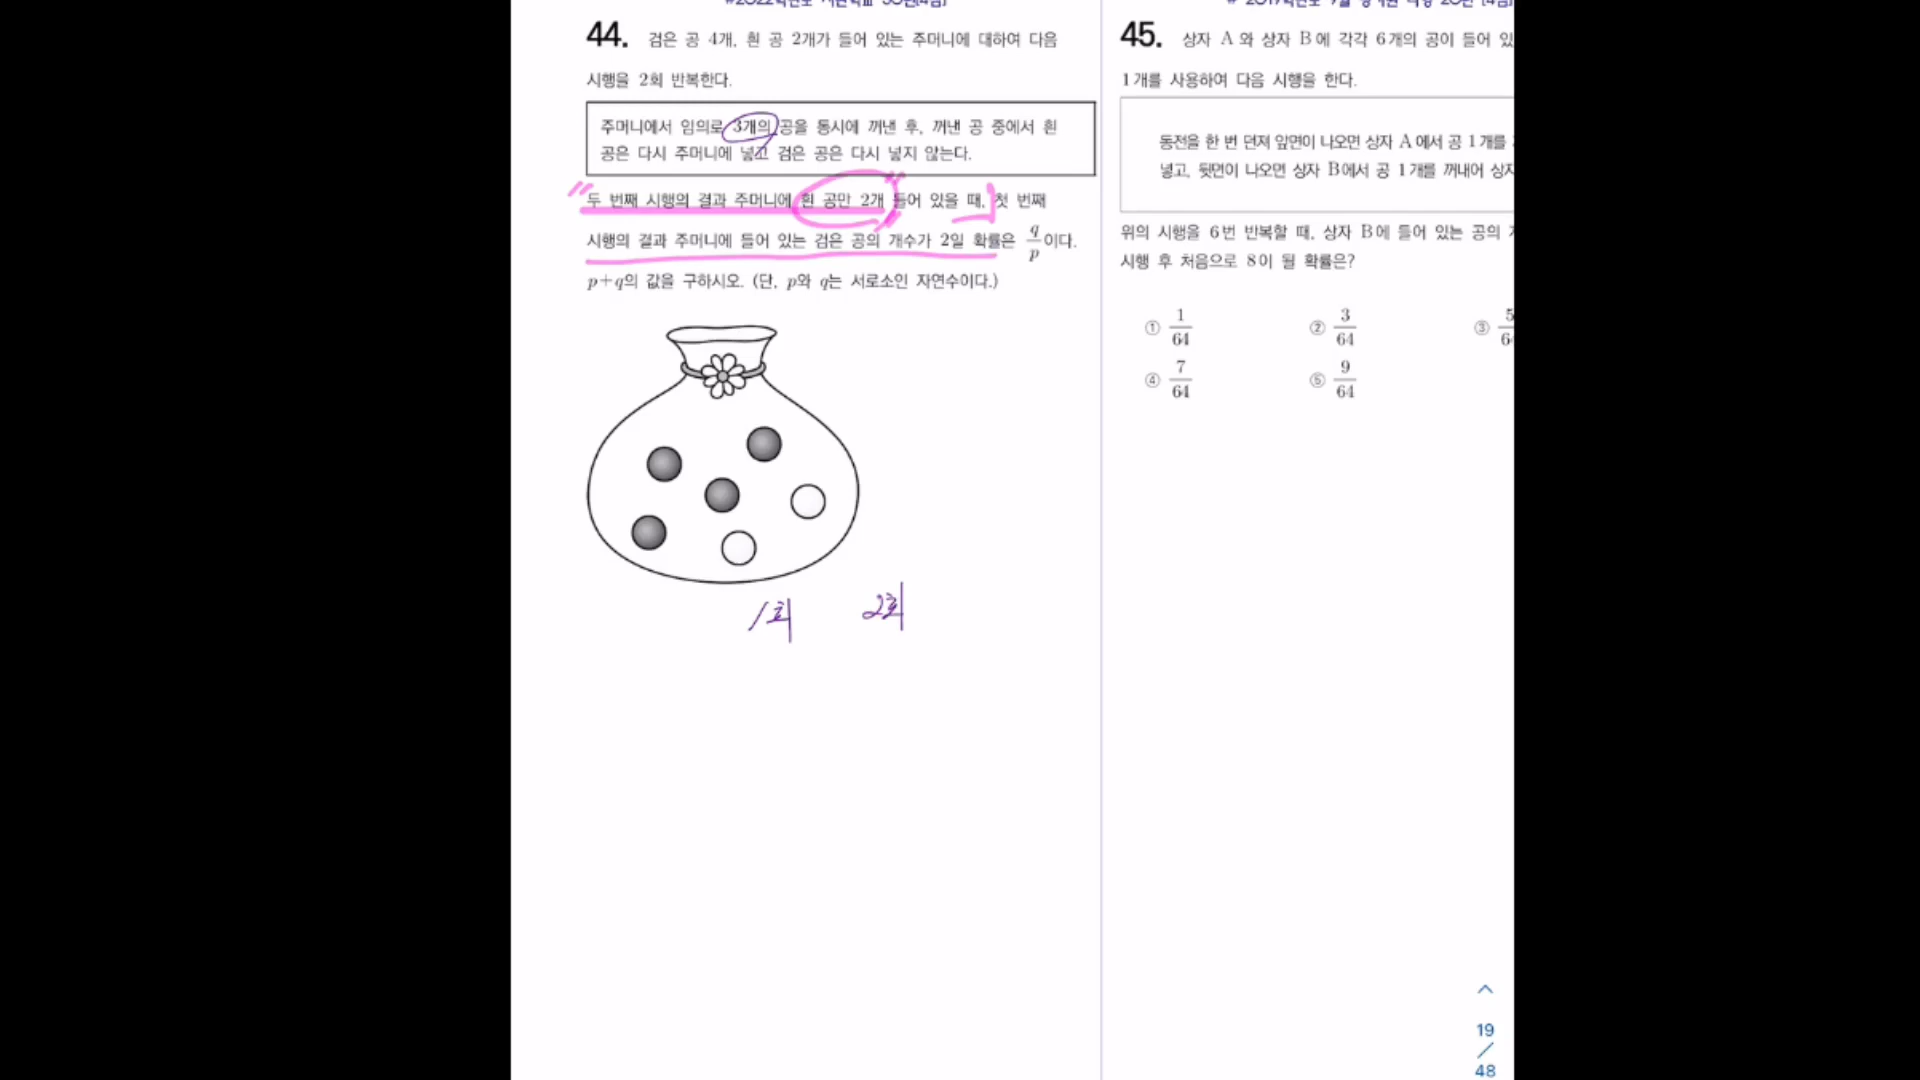 44. 검은 공 4개, 흰 공 2개가 들어 있는 주머니에 대하여 다음
시행을 2회 반복한다.
주머니에서 임의로 3개의 공을 동시에 꺼낸 후, 꺼낸 공 중에서 흰
공은 다시 주머니에 넣고 검은 공은 다시 넣지 않는다.
두 번째 시행의 결과 주머니에 흰 공만 2개 들어 있을 때, 첫 번째
시행의 결과 주머니에 들어 있는 검은 공의 개수가 2일 확률은 q/p이다.
p+q의 값을 구하시오. (단, p와 q는 서로소인 자연수이다.)
1회 2회
45. 상자 A와 상자 B에 각각 6개의 공이 들어 있
1개를 사용하여 다음 시행을 한다.
동전을 한 번 던져 앞면이 나오면 상자 A에서 공 1개를
넣고, 뒷면이 나오면 상자 B에서 공 1개를 꺼내어 상자
위의 시행을 6번 반복할 때, 상자 B에 들어 있는 공의
시행 후 처음으로 8이 될 확률은?
① 1/64 ② 3/64 ③
④ 7/64 ⑤ 9/64
19
/
48